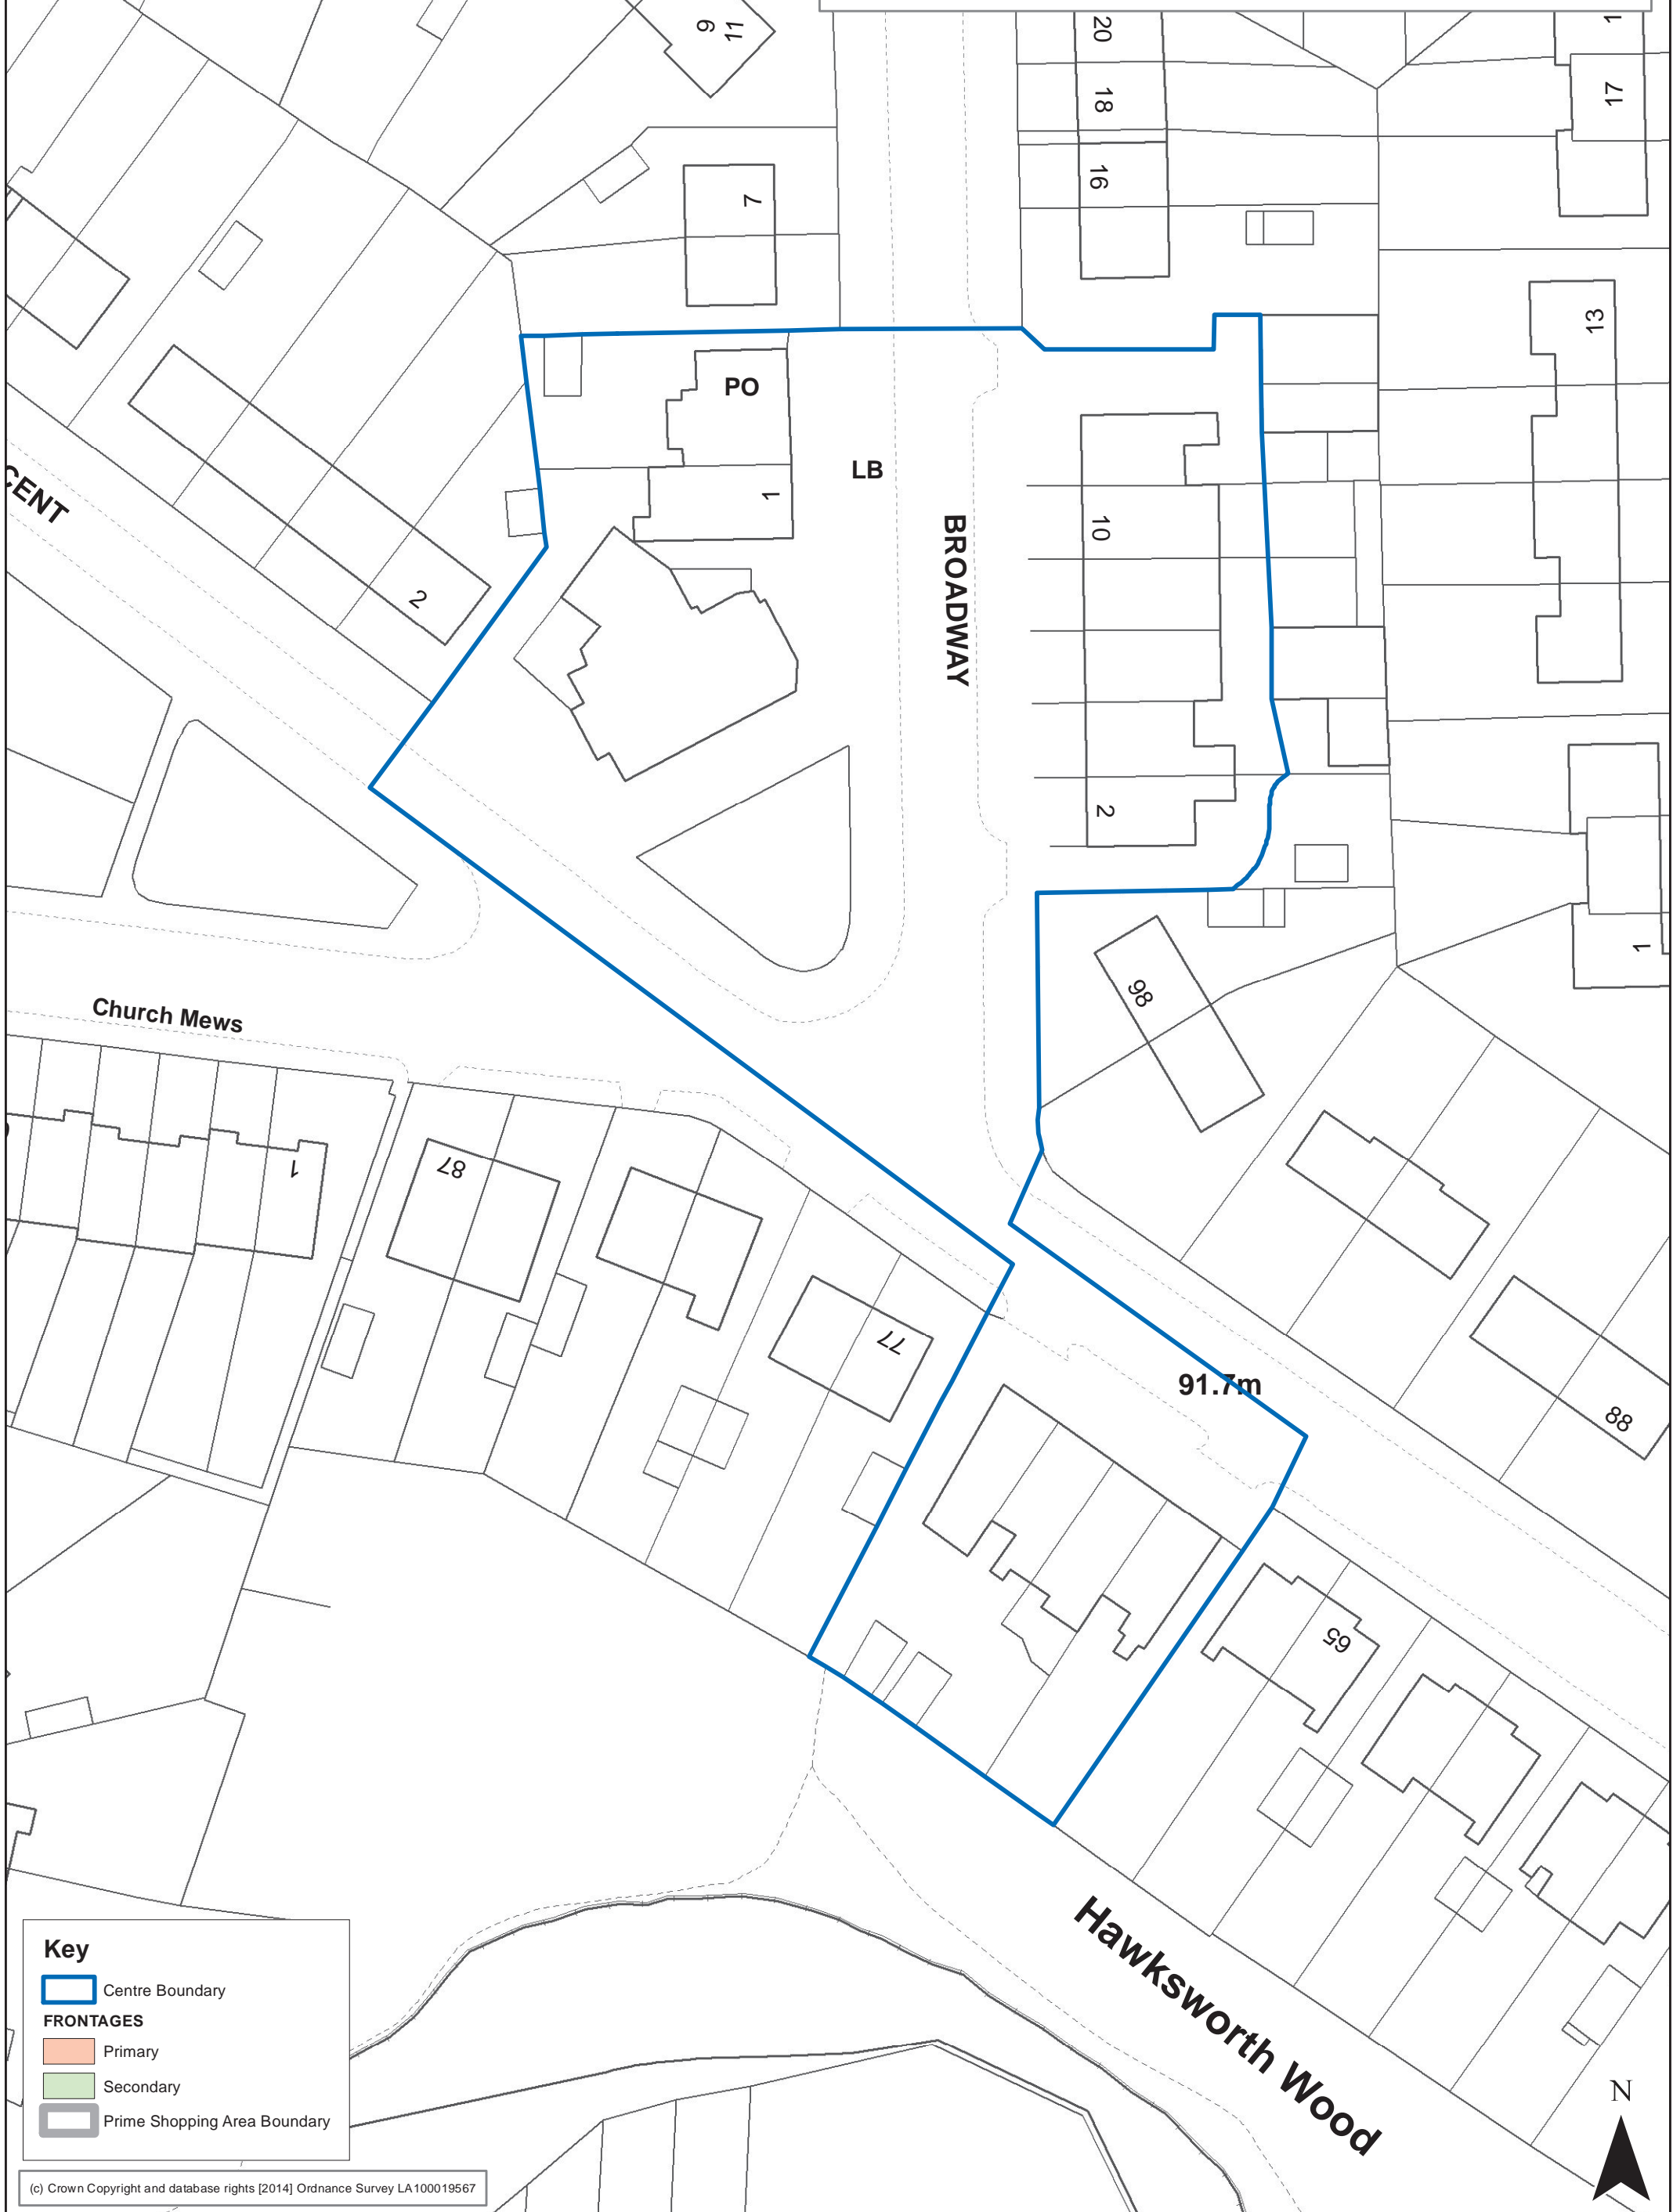 11
9
20
18
16
17
7
13
PO
LB
1
10
BROADWAY
CENT
2
2
1
98
Church Mews
1
87
77
91.7m
88
65
Hawksworth Wood
Key
Centre Boundary
FRONTAGES
Primary
Secondary
Prime Shopping Area Boundary
N
(c) Crown Copyright and database rights [2014] Ordnance Survey LA100019567